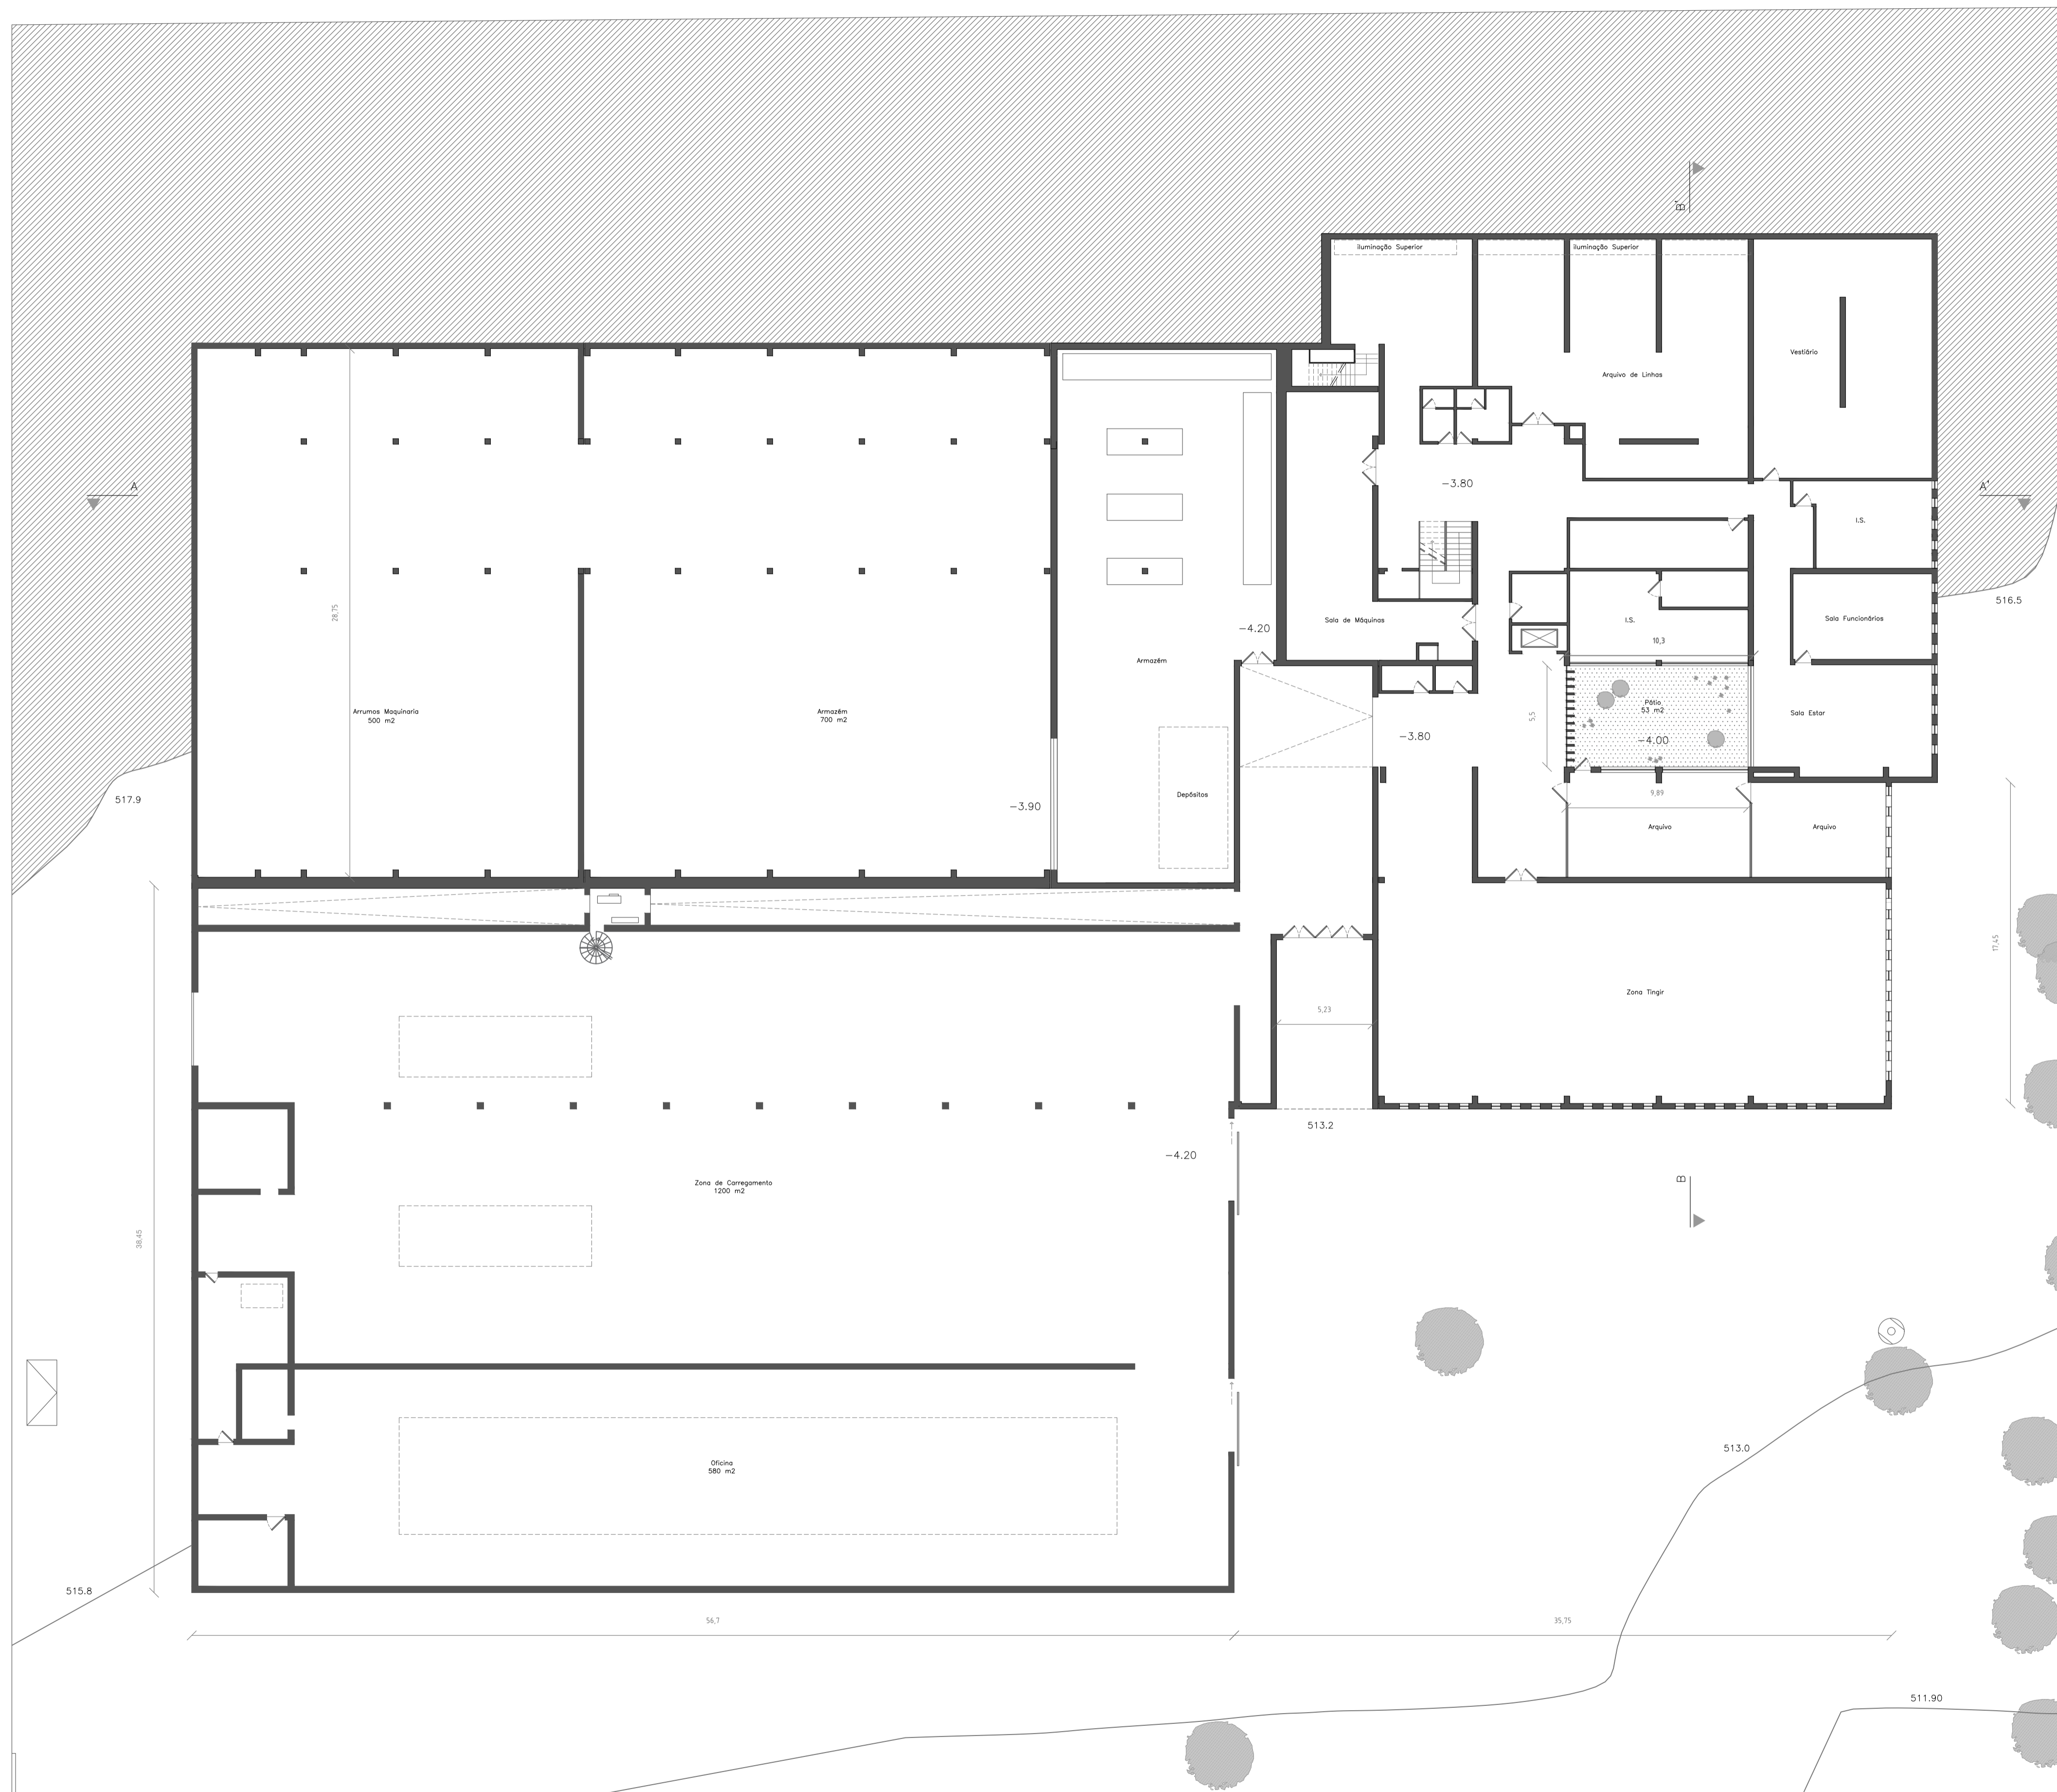 B'
iluminação Superior
iluminação Superior
Vestiário
Arquivo de Linhas
A
A'
-3.80
I.S.
28,75
516.5
Sala de Máquinas
I.S.
Sala Funcionários
-4.20
10,3
Armazém
Arrumos Maquinaria
500 m2
Armazém
700 m2
5,5
Pátio
53 m2
Sala Estar
-3.80
-4.00
Depósitos
517.9
-3.90
9,89
Arquivo
Arquivo
17,45
Zona Tingir
5,23
513.2
-4.20
Zona de Carregamento
1200 m2
B
38,45
513.0
Oficina
580 m2
515.8
56,7
35,75
511.90